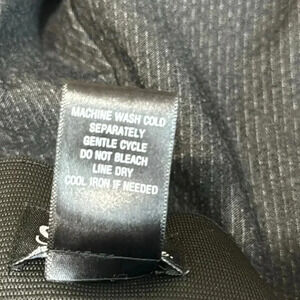 MACHINE WASH COLD
SEPARATELY
GENTLE CYCLE
DO NOT BLEACH
LINE DRY
COOL IRON IF NEEDED